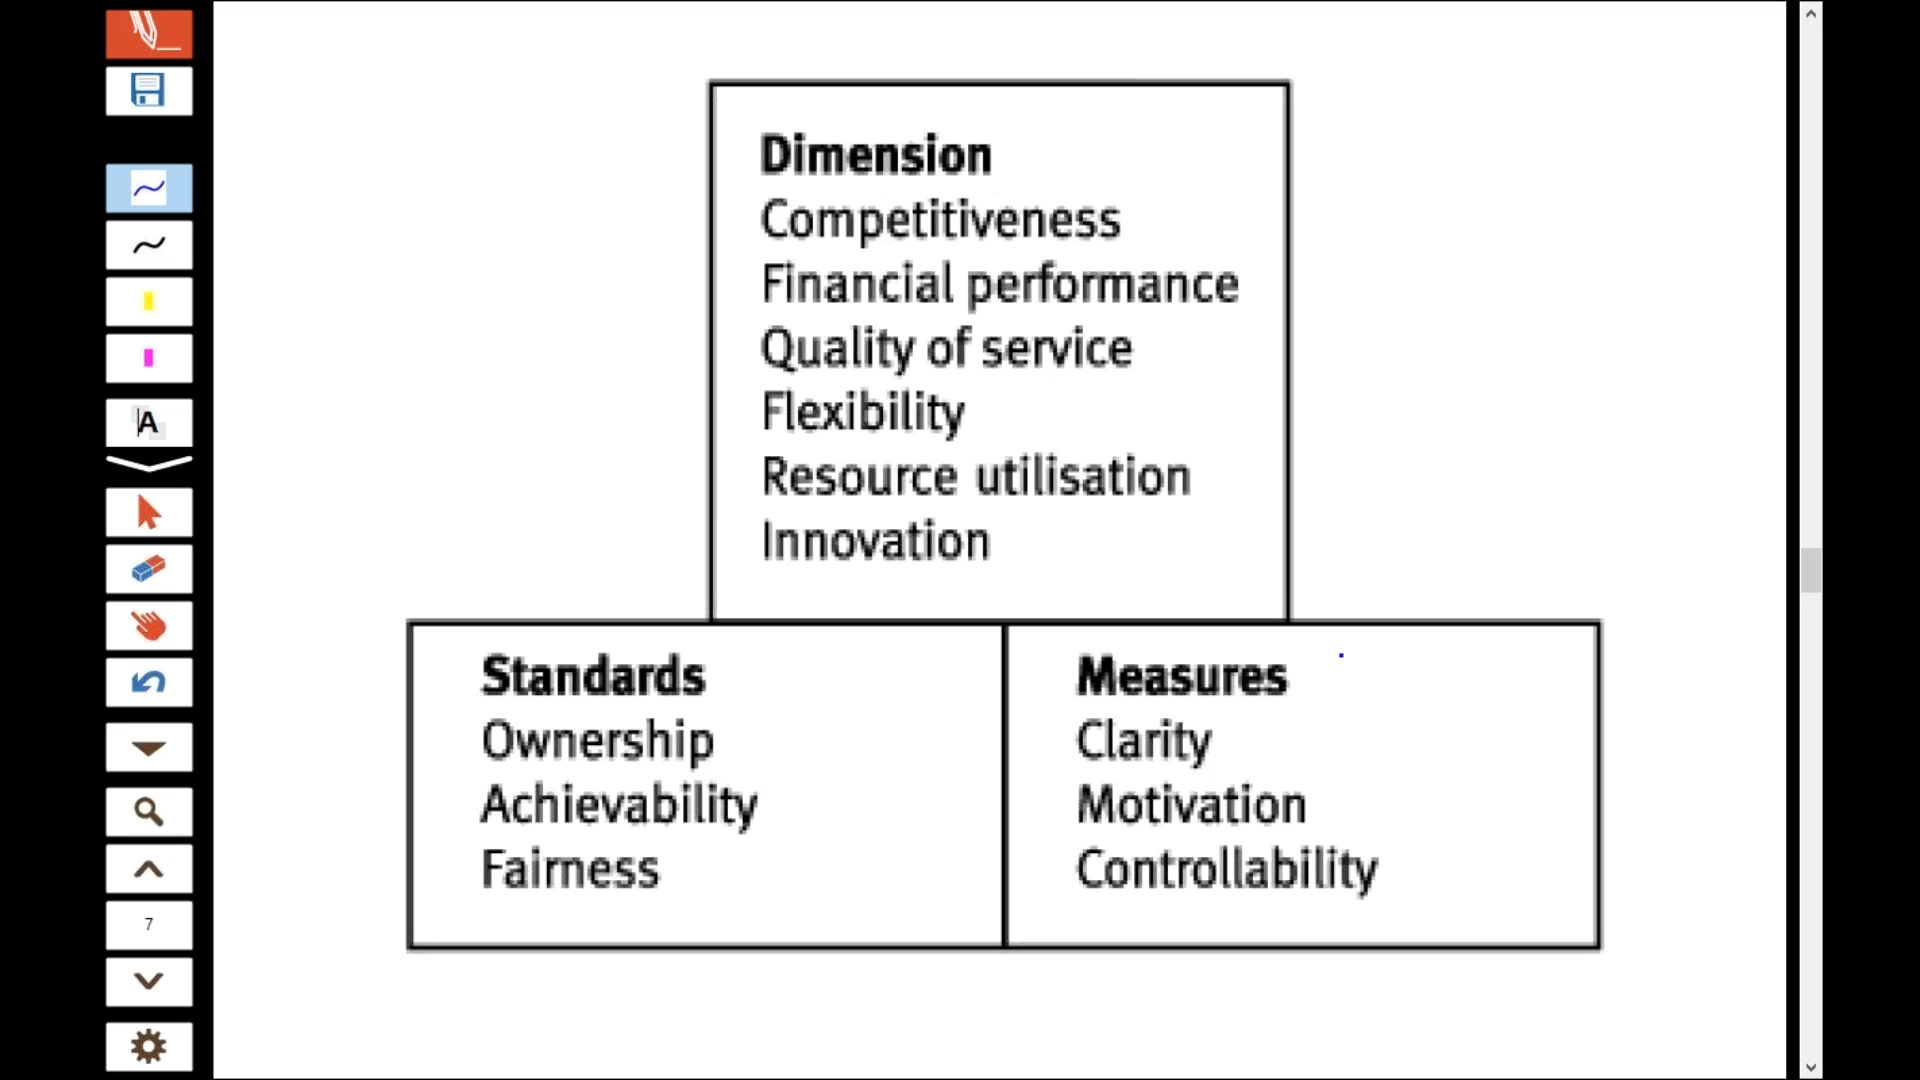 Dimension
Competitiveness
Financial performance
Quality of service
Flexibility
Resource utilisation
Innovation
Standards
Ownership
Achievability
Fairness
Measures
Clarity
Motivation
Controllability
A
7